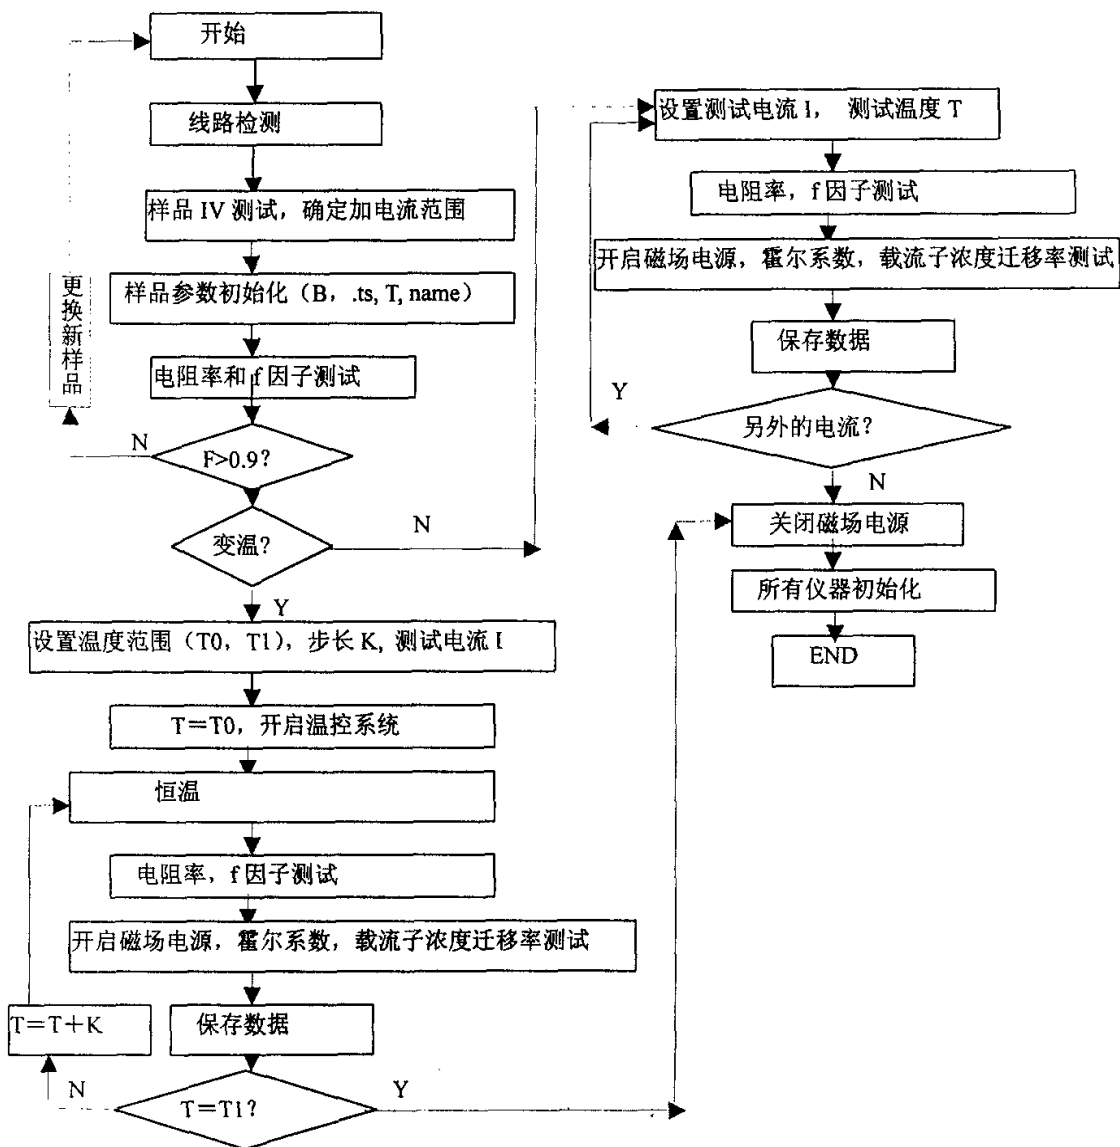 开始
线路检测
样品 IV 测试，确定加电流范围
样品参数初始化（B， .ts, T, name）
电阻率和 f 因子测试
更换新样品
N
F>0.9？
变温？
N
Y
设置温度范围（T0， T1），步长 K, 测试电流 I
T＝T0，开启温控系统
恒温
电阻率，f 因子测试
开启磁场电源，霍尔系数，载流子浓度迁移率测试
T＝T＋K
保存数据
N
T＝T1？
Y
设置测试电流 I， 测试温度 T
电阻率，f 因子测试
开启磁场电源，霍尔系数，载流子浓度迁移率测试
保存数据
Y
另外的电流？
N
关闭磁场电源
所有仪器初始化
END